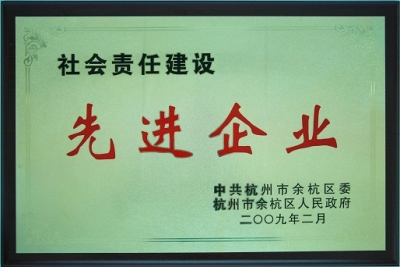 社会责任建设
先进企业
中共杭州市余杭区委
杭州市余杭区人民政府
二〇〇九年二月